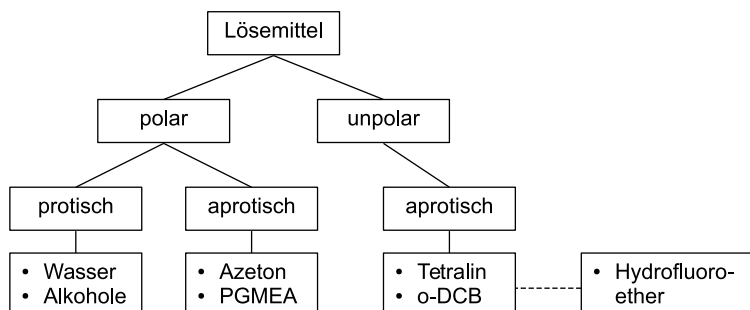 Lösemittel
polar
unpolar
protisch
aprotisch
aprotisch
• Wasser
• Alkohole
• Azeton
• PGMEA
• Tetralin
• o-DCB
• Hydrofluoro-
ether